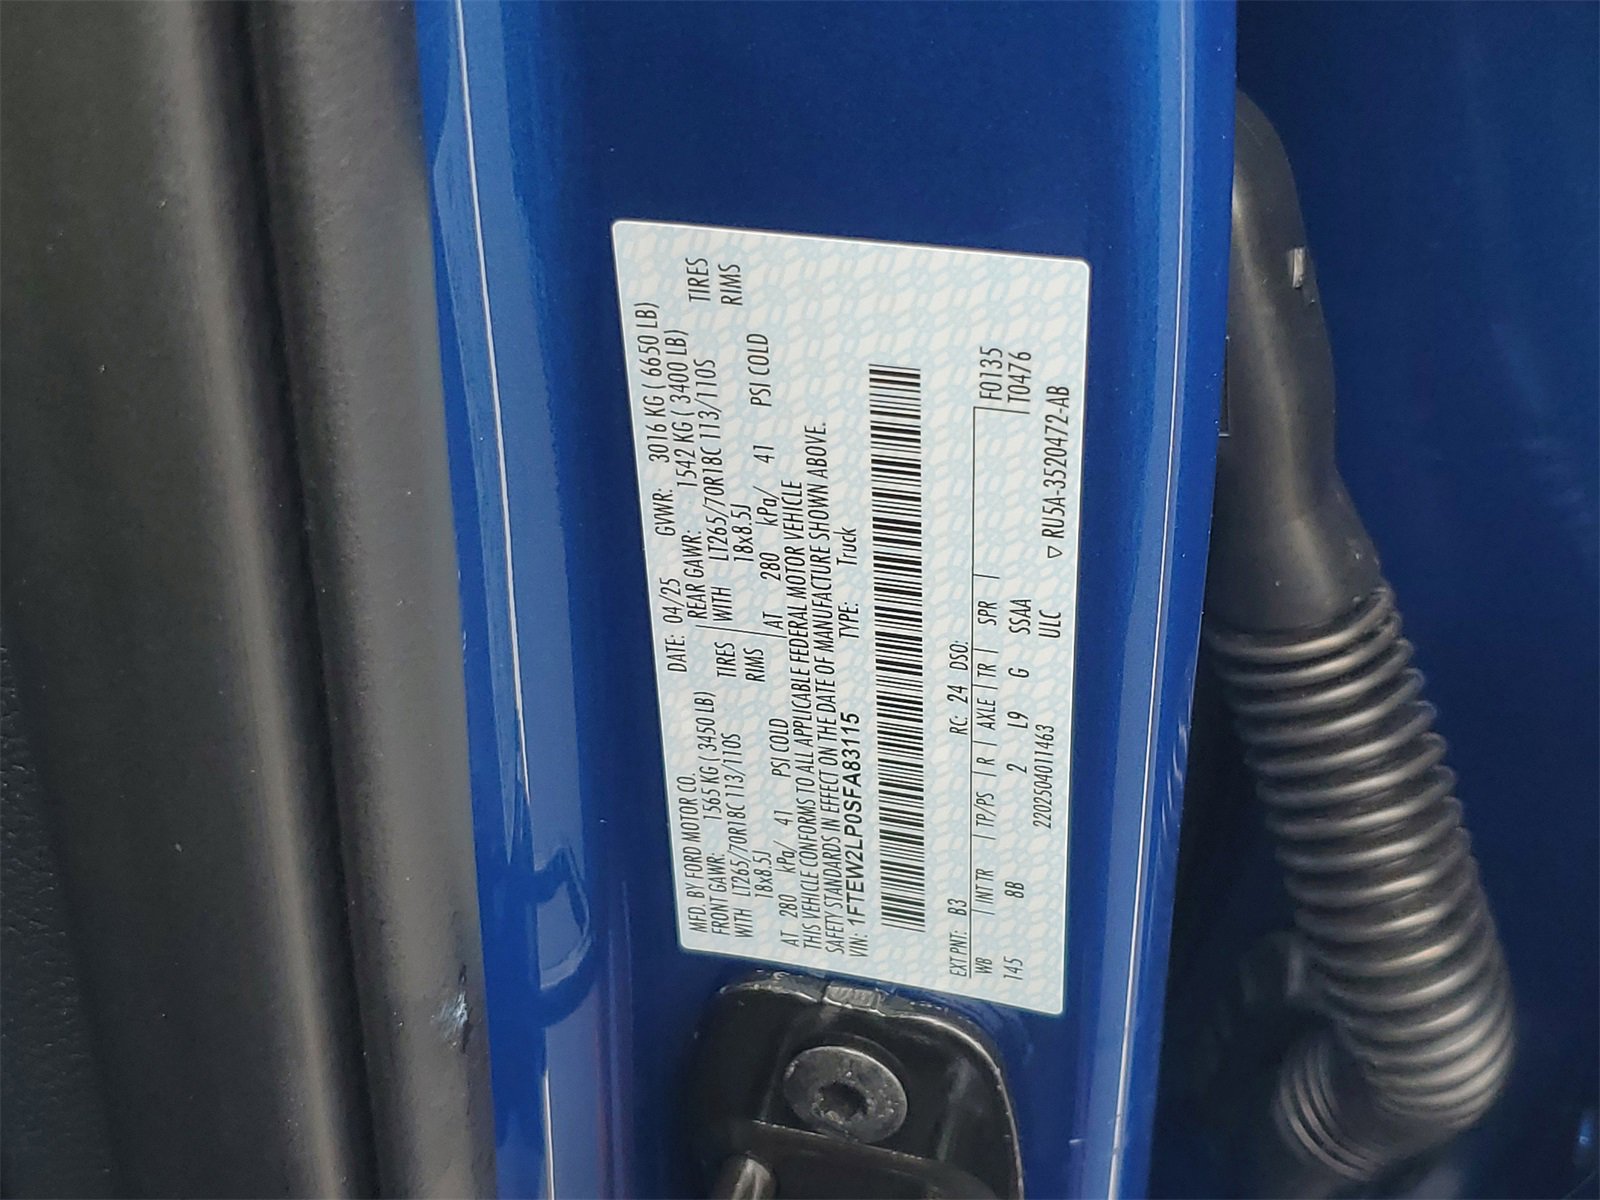 MFD. BY FORD MOTOR CO. DATE: 04/25 GVWR: 3016 KG ( 6650 LB)
FRONT GAWR: 1565 KG ( 3450 LB) REAR GAWR: 1542 KG ( 3400 LB)
WITH LT265/70R18C 113/110S TIRES WITH LT265/70R18C 113/110S TIRES
18x8.5J RIMS 18x8.5J RIMS
AT 280 kPa/ 41 PSI COLD AT 280 kPa/ 41 PSI COLD
THIS VEHICLE CONFORMS TO ALL APPLICABLE FEDERAL MOTOR VEHICLE
SAFETY STANDARDS IN EFFECT ON THE DATE OF MANUFACTURE SHOWN ABOVE.
VIN: 1FTEW2LP0SFA83115 TYPE: Truck
EXT PNT: B3 RC: 24 DSO: F0135
WB INT TR TP/PS R AXLE TR SPR T0476
145 8B 2 L9 G SSAA
ULC
2202504011463 ▽ RU5A-3520472-AB